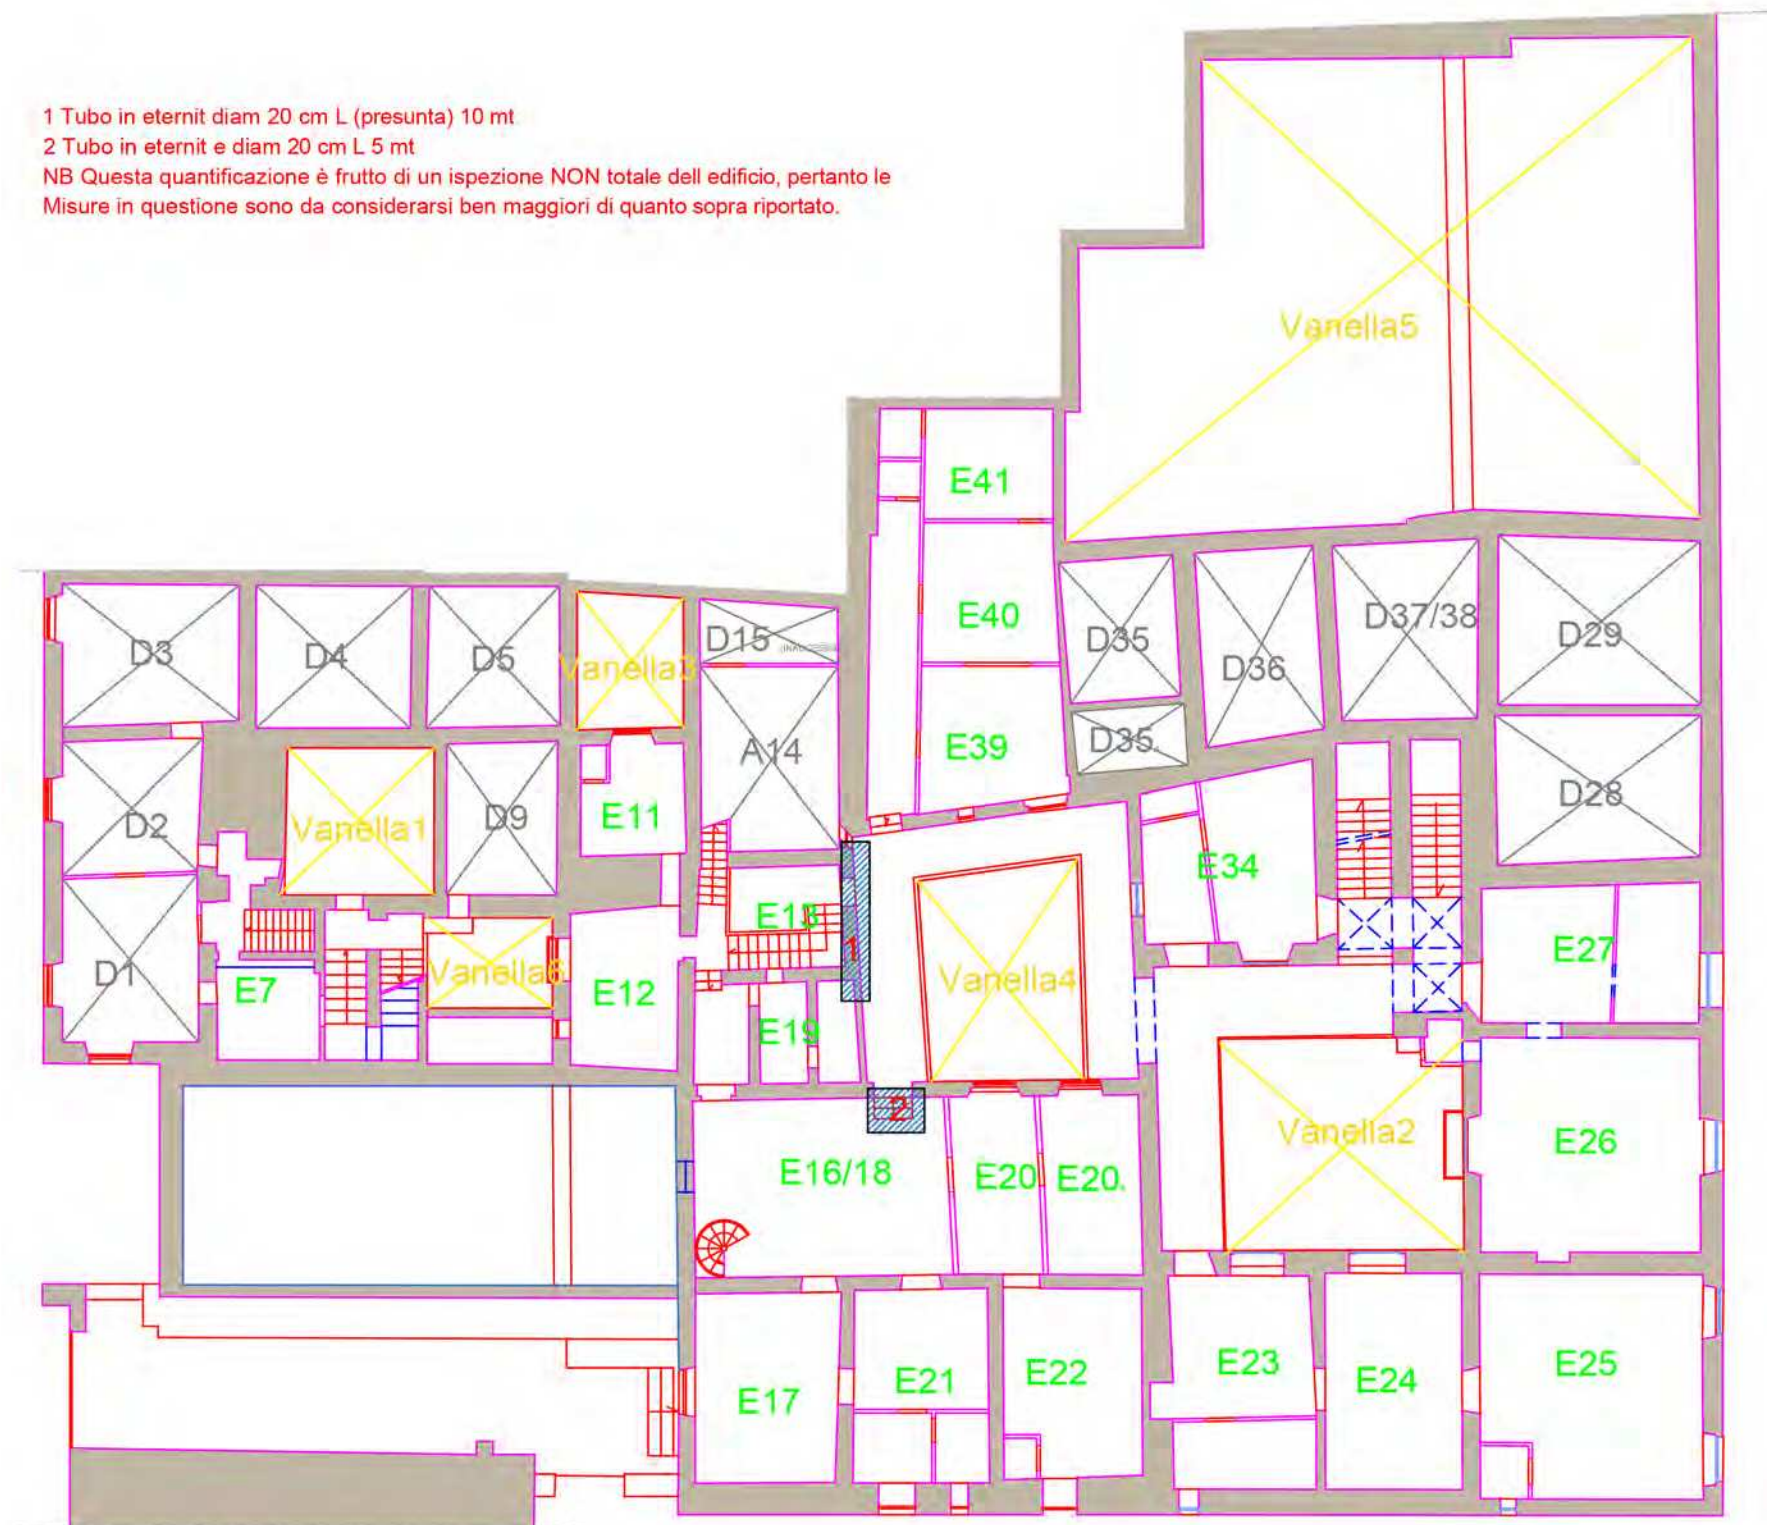 1 Tubo in eternit diam 20 cm L (presunta) 10 mt
2 Tubo in eternit e diam 20 cm L 5 mt
NB Questa quantificazione è frutto di un ispezione NON totale dell edificio, pertanto le
Misure in questione sono da considerarsi ben maggiori di quanto sopra riportato.
Vanella5
E41
E40
D35
D36
D37/38
D29
D3
D4
D5
Vanella3
D15
E39
D35.
D28
A14
D2
Vanella1
D9
E11
E34
E13
1
E27
D1
E7
Vanella6
E12
E19
Vanella4
2
Vanella2
E26
E16/18
E20
E20.
E17
E21
E22
E23
E24
E25